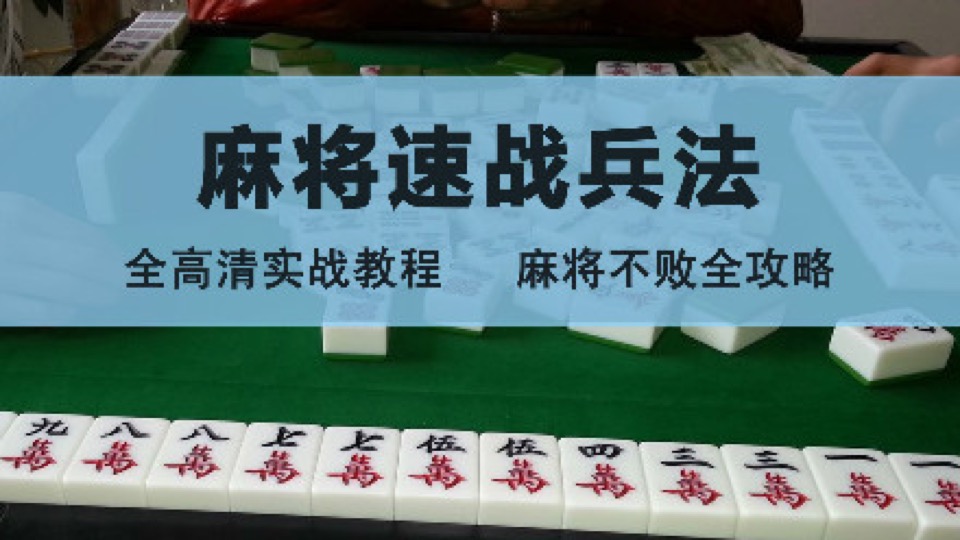 麻将速战兵法
全高清实战教程 麻将不败全攻略
九 八 八 七 七 伍 伍 四 三 三 一 一
萬 萬 萬 萬 萬 萬 萬 萬 萬 萬 萬 萬